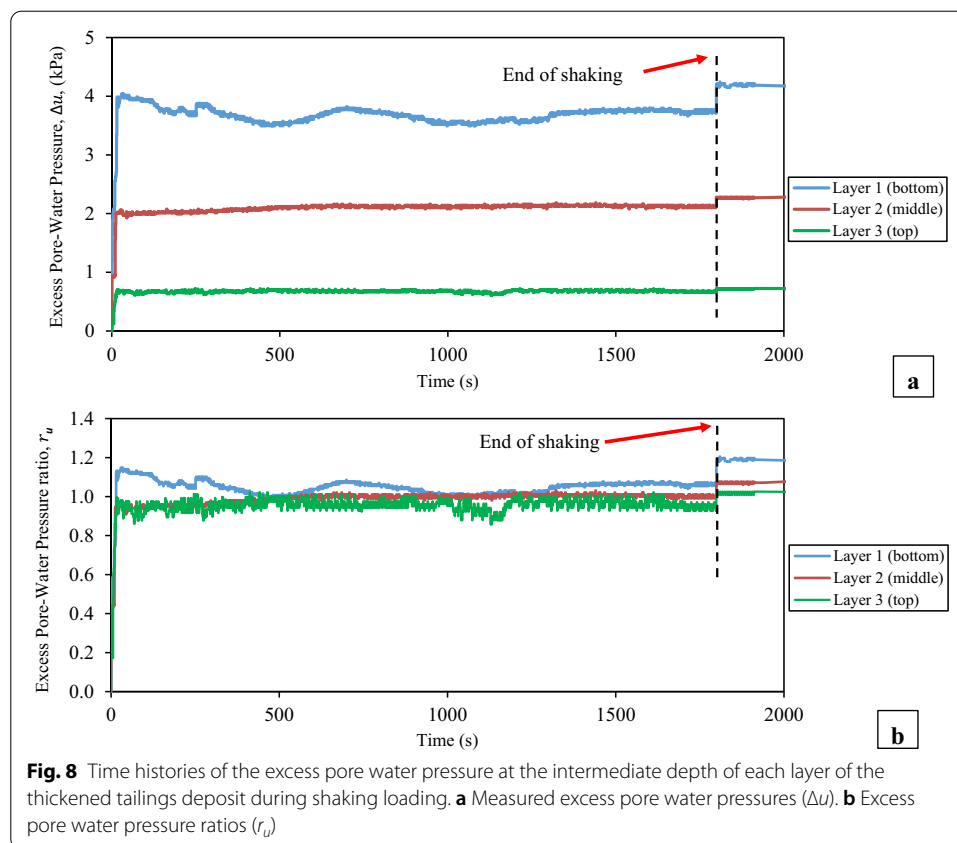 5
4
3
2
1
0
Excess Pore-Water Pressure, Δu, (kPa)
End of shaking
Layer 1 (bottom)
Layer 2 (middle)
Layer 3 (top)
0 500 1000 1500 2000
Time (s)
a
1.4
1.2
1.0
0.8
0.6
0.4
0.2
0.0
Excess Pore-Water Pressure ratio, rᵤ
End of shaking
Layer 1 (bottom)
Layer 2 (middle)
Layer 3 (top)
0 500 1000 1500 2000
Time (s)
b
Fig. 8 Time histories of the excess pore water pressure at the intermediate depth of each layer of the
thickened tailings deposit during shaking loading. a Measured excess pore water pressures (Δu). b Excess
pore water pressure ratios (rᵤ)